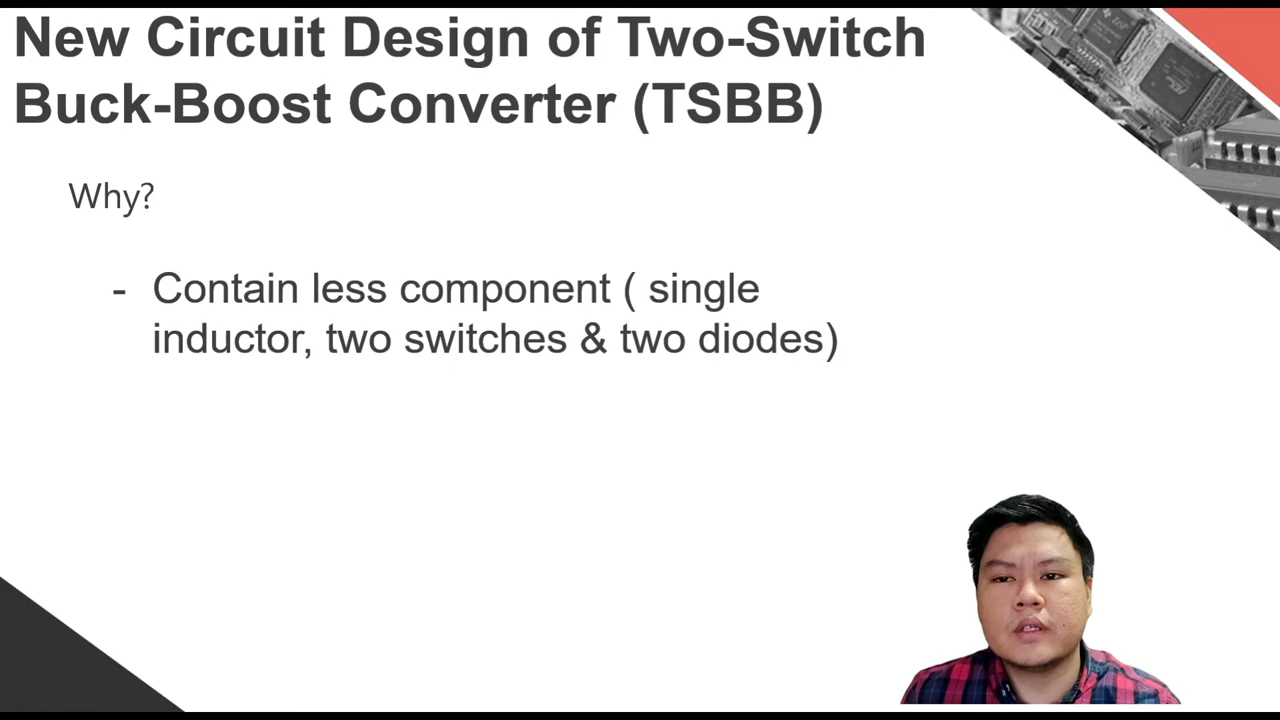 New Circuit Design of Two-Switch
Buck-Boost Converter (TSBB)
Why?
- Contain less component ( single
inductor, two switches & two diodes)